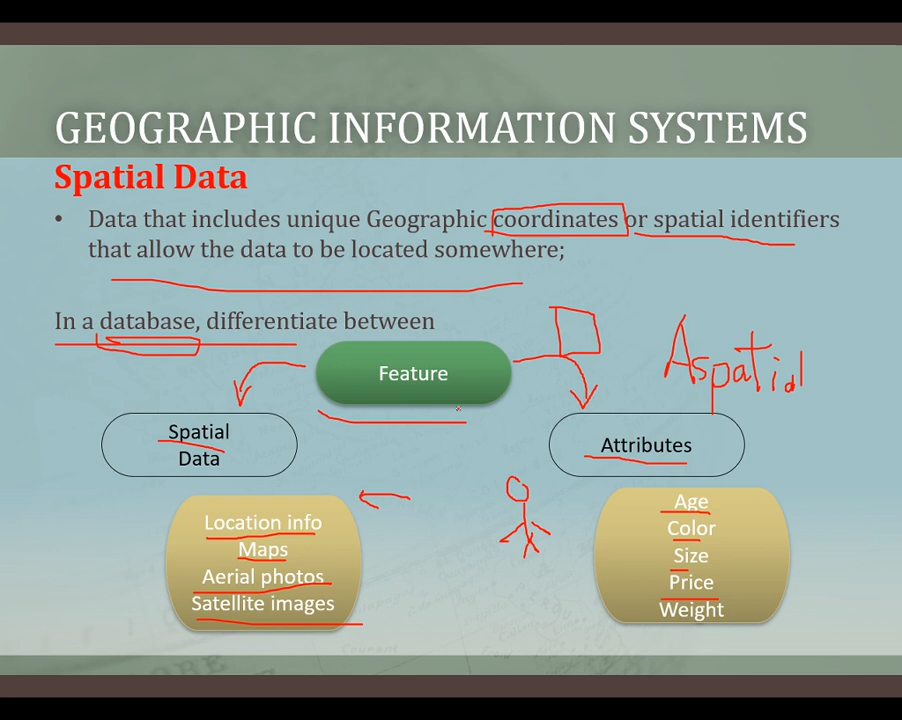 GEOGRAPHIC INFORMATION SYSTEMS
Spatial Data
• Data that includes unique Geographic coordinates or spatial identifiers
that allow the data to be located somewhere;
In a database, differentiate between
Feature
Aspatial
Spatial
Data
Attributes
Location info
Maps
Aerial photos
Satellite images
Age
Color
Size
Price
Weight